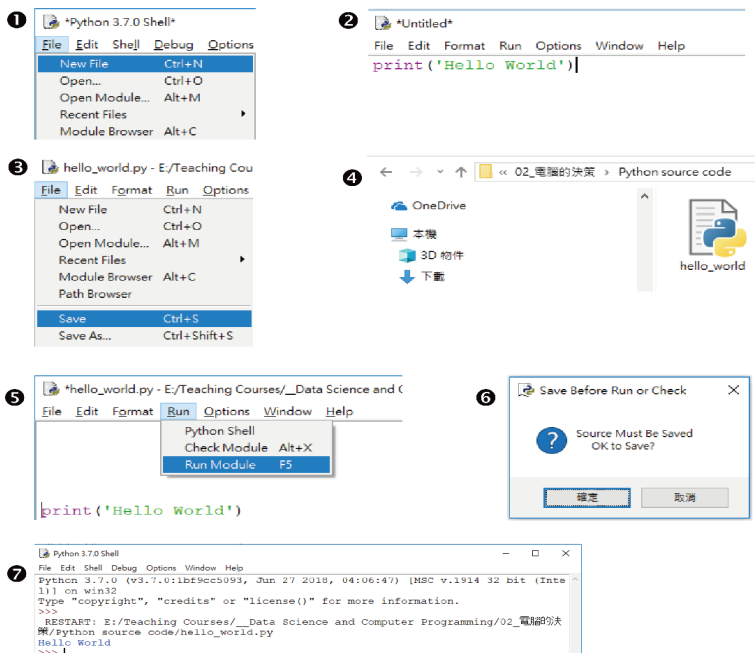 ❶ *Python 3.7.0 Shell*
File Edit Shell Debug Options
New File Ctrl+N
Open... Ctrl+O
Open Module... Alt+M
Recent Files
Module Browser Alt+C
❷ *Untitled*
File Edit Format Run Options Window Help
print('Hello World')
❸ hello_world.py - E:/Teaching Cou
File Edit Format Run Options
New File Ctrl+N
Open... Ctrl+O
Open Module... Alt+M
Recent Files
Module Browser Alt+C
Path Browser
Save Ctrl+S
Save As... Ctrl+Shift+S
❹ « 02_電腦的決策 › Python source code
OneDrive
本機
3D 物件
下載
hello_world
❺ *hello_world.py - E:/Teaching Courses/__Data Science and C
File Edit Format Run Options Window Help
Python Shell
Check Module Alt+X
Run Module F5
print('Hello World')
❻ Save Before Run or Check
Source Must Be Saved
OK to Save?
確定 取消
❼ Python 3.7.0 Shell
File Edit Shell Debug Options Window Help
Python 3.7.0 (v3.7.0:1bf9cc5093, Jun 27 2018, 04:06:47) [MSC v.1914 32 bit (Inte
l)] on win32
Type "copyright", "credits" or "license()" for more information.
>>>
RESTART: E:/Teaching Courses/__Data Science and Computer Programming/02_電腦的決
策/Python source code/hello_world.py
Hello World
>>>